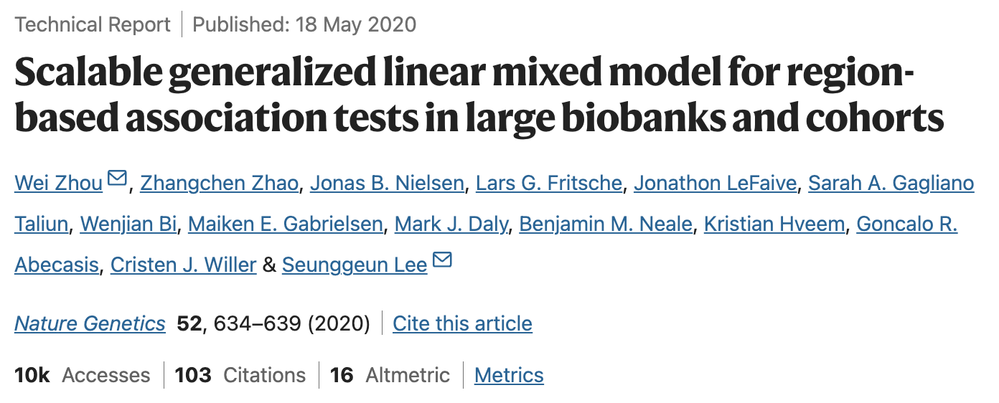 Technical Report | Published: 18 May 2020
Scalable generalized linear mixed model for region-
based association tests in large biobanks and cohorts
Wei Zhou, Zhangchen Zhao, Jonas B. Nielsen, Lars G. Fritsche, Jonathon LeFaive, Sarah A. Gagliano
Taliun, Wenjian Bi, Maiken E. Gabrielsen, Mark J. Daly, Benjamin M. Neale, Kristian Hveem, Goncalo R.
Abecasis, Cristen J. Willer & Seunggeun Lee
Nature Genetics 52, 634–639 (2020) | Cite this article
10k Accesses | 103 Citations | 16 Altmetric | Metrics